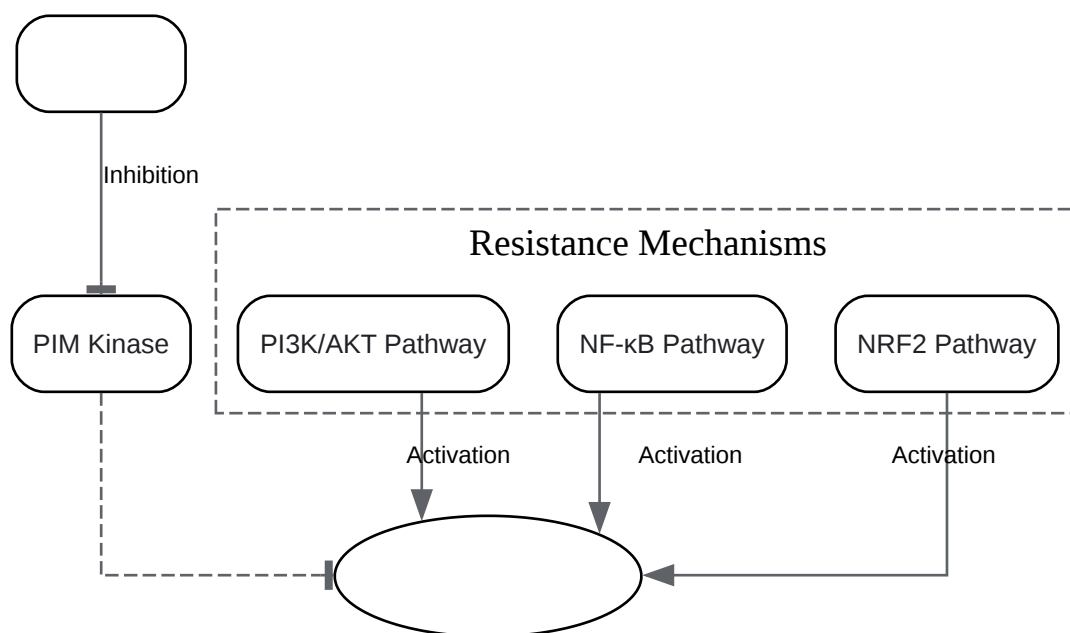 Inhibition
Resistance Mechanisms
PIM Kinase
PI3K/AKT Pathway
NF-κB Pathway
NRF2 Pathway
Activation
Activation
Activation